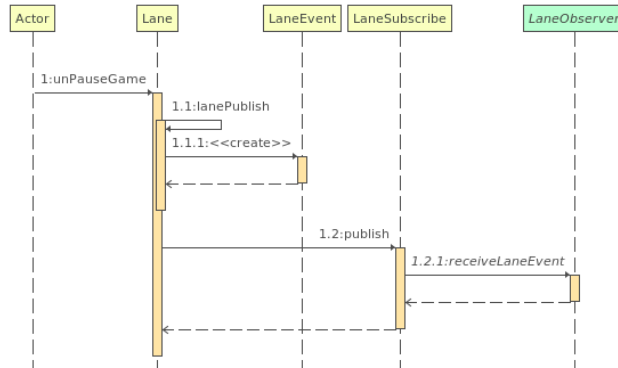 Actor
Lane
LaneEvent
LaneSubscribe
LaneObserver
1:unPauseGame
1.1:lanePublish
1.1.1:<<create>>
1.2:publish
1.2.1:receiveLaneEvent